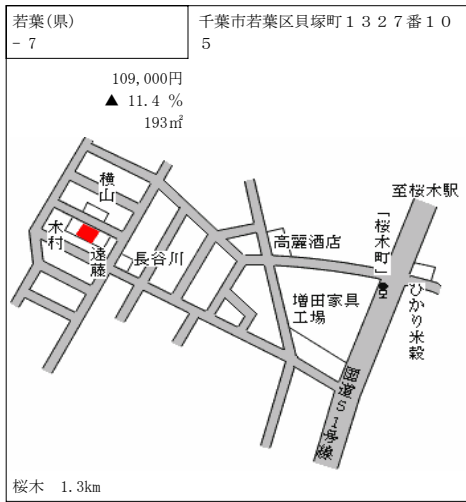 若葉(県)
- 7
千葉市若葉区貝塚町１３２７番１０
５
109,000円
▲ 11.4 %
193㎡
横山
木村
遠藤
長谷川
高麗酒店
至桜木駅
「桜木町」
ひかり米穀
増田家具
工場
国道５１号線
桜木 1.3km